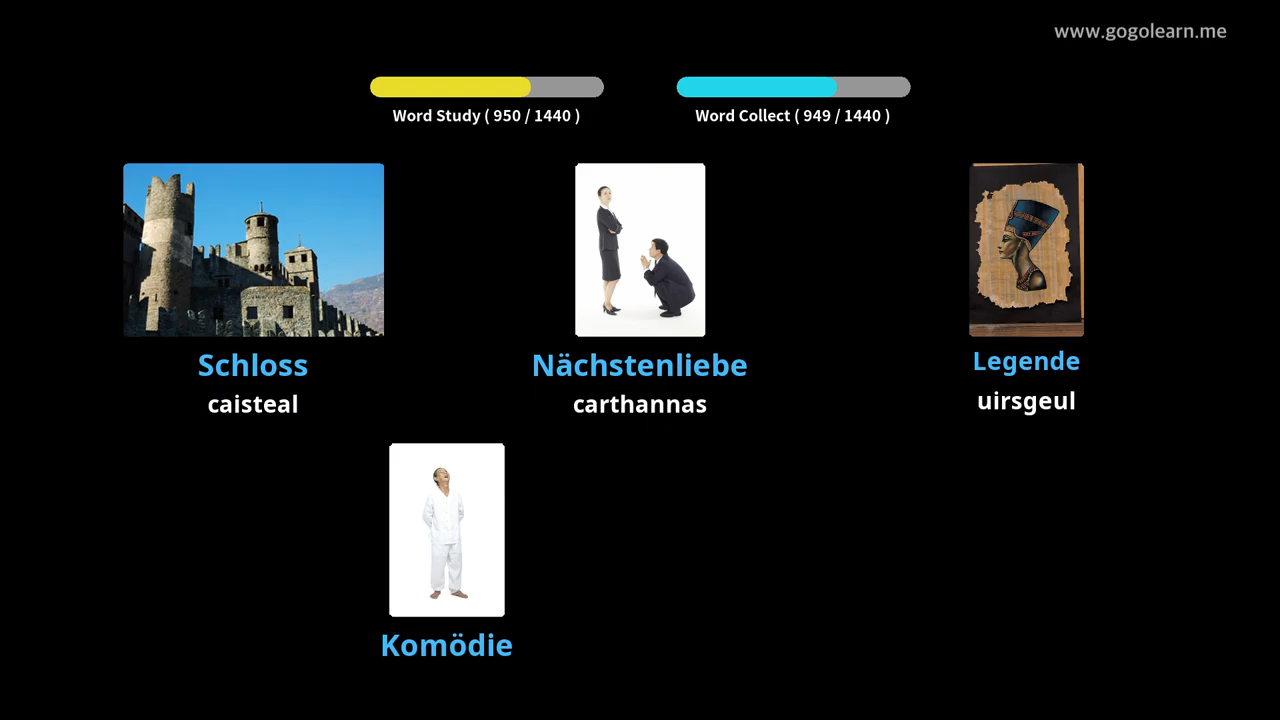 www.gogolearn.me
Word Study ( 950 / 1440 )
Word Collect ( 949 / 1440 )
Schloss
caisteal
Nächstenliebe
carthannas
Legende
uirsgeul
Komödie